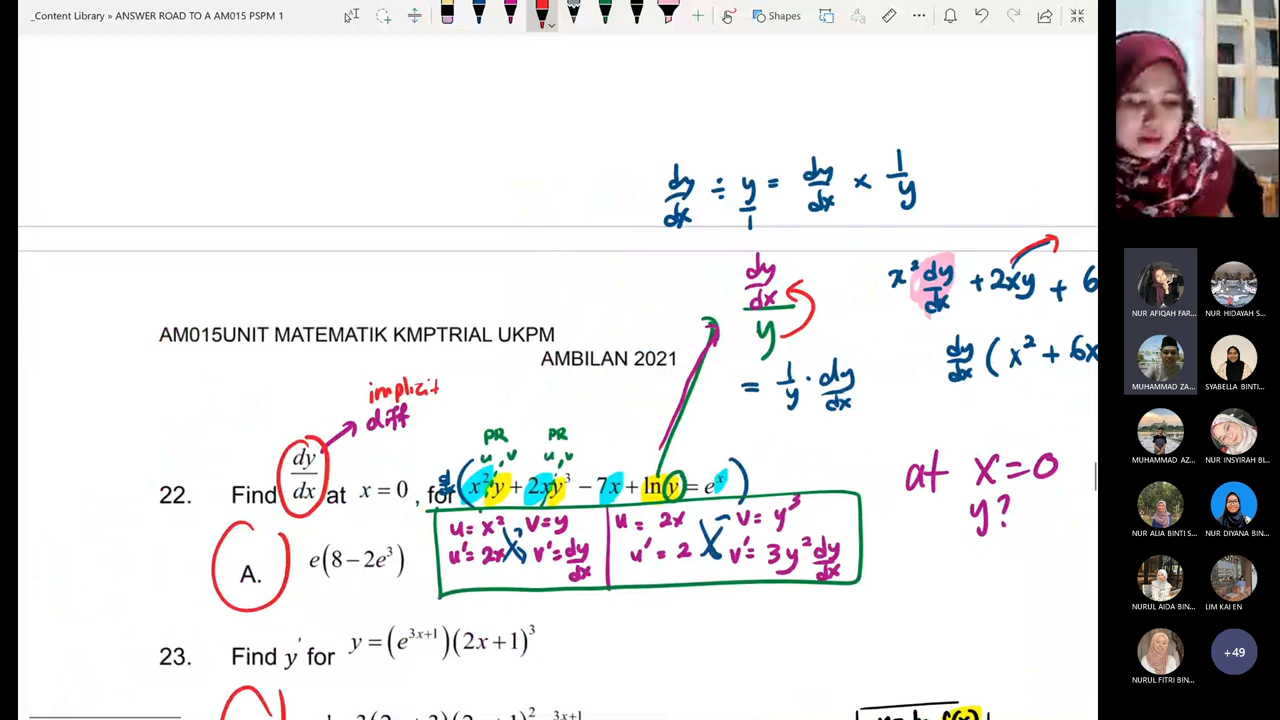 _Content Library » ANSWER ROAD TO A AM015 PSPM 1
Shapes
dy/dx ÷ y/1 = dy/dx × 1/y
dy/dx / y
= 1/y · dy/dx
x² dy/dx + 2xy + 6
dy/dx ( x² + 6x
AM015UNIT MATEMATIK KMPTRIAL UKPM
AMBILAN 2021
implicit
diff
PR PR
u, v u, v
22. Find dy/dx at x = 0 , for d/dx ( x²y + 2xy³ − 7x + ln y = eˣ )
at x=0
y?
u = x² v = y u = 2x v = y³
u' = 2x v' = dy/dx u' = 2 v' = 3y² dy/dx
A. e(8 − 2e³)
23. Find y' for y = (e^{3x+1})(2x+1)³
NUR AFIQAH FAR...
NUR HIDAYAH S...
MUHAMMAD ZA...
SYABELLA BINTI...
MUHAMMAD AZ...
NUR INSYIRAH BI...
NUR ALIA BINTI S...
NUR DIYANA BIN...
NURUL AIDA BIN...
LIM KAI EN
NURUL FITRI BIN...
+49